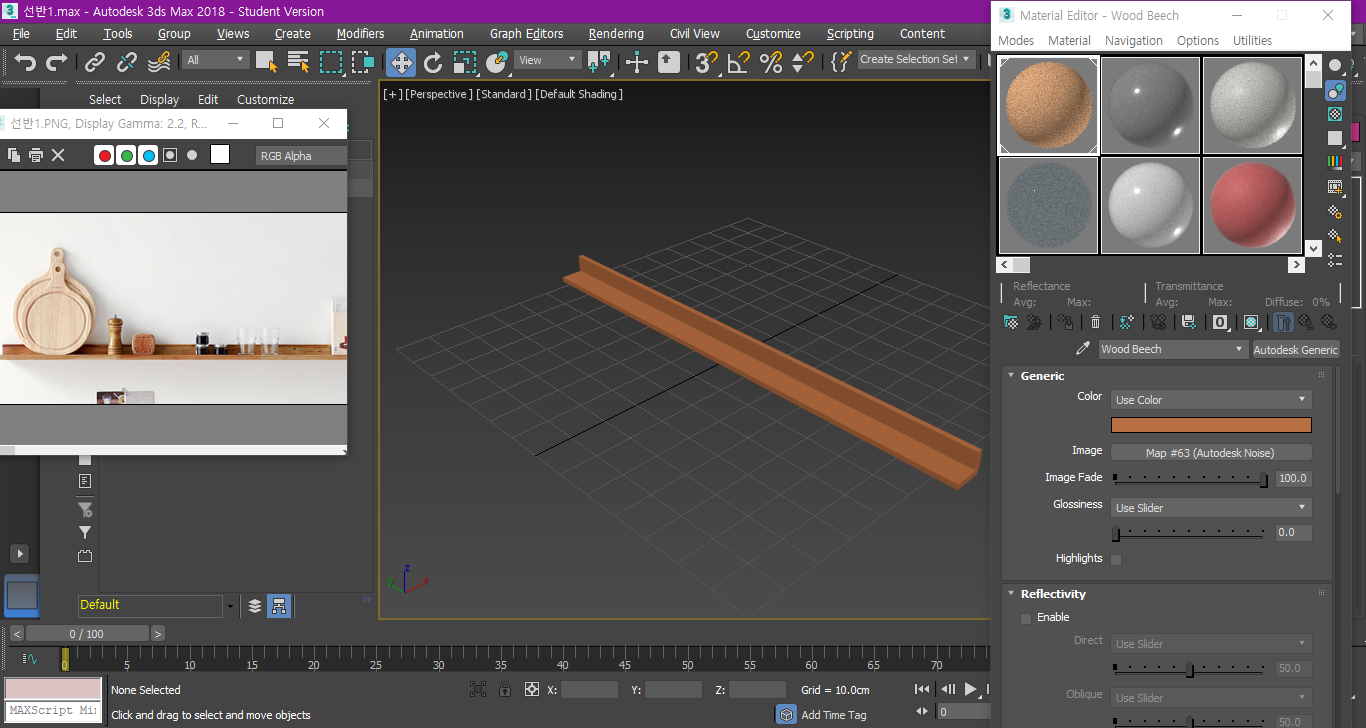 선반1.max - Autodesk 3ds Max 2018 - Student Version
File Edit Tools Group Views Create Modifiers Animation Graph Editors Rendering Civil View Customize Scripting Content
All View Create Selection Set
Select Display Edit Customize
선반1.PNG, Display Gamma: 2.2, R...
RGB Alpha
[+] [Perspective ] [Standard ] [Default Shading ]
z
y
x
Default
0 / 100
0 5 10 15 20 25 30 35 40 45 50 55 60 65 70
None Selected X: Y: Z: Grid = 10.0cm
MAXScript Mi
Click and drag to select and move objects
Add Time Tag
0
Material Editor - Wood Beech
Modes Material Navigation Options Utilities
Reflectance Transmittance
Avg: Max: Avg: Max: Diffuse: 0%
Wood Beech Autodesk Generic
Generic
Color Use Color
Image Map #63 (Autodesk Noise)
Image Fade 100.0
Glossiness Use Slider
0.0
Highlights
Reflectivity
Enable
Direct Use Slider
50.0
Oblique Use Slider
50.0